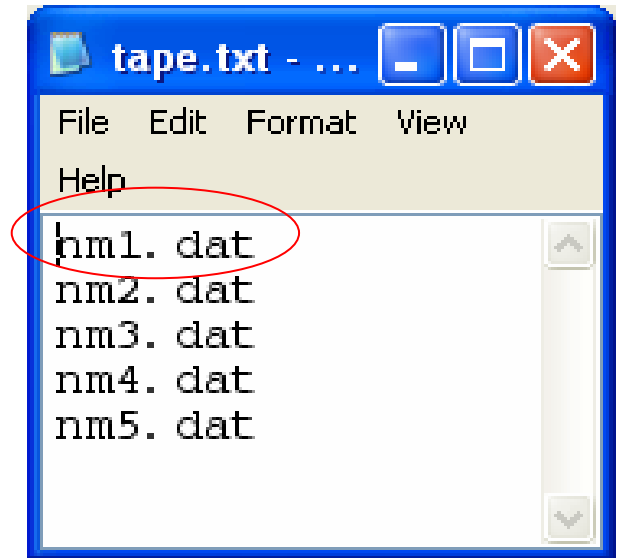 tape.txt - ...
File Edit Format View
Help
nm1.dat
nm2.dat
nm3.dat
nm4.dat
nm5.dat